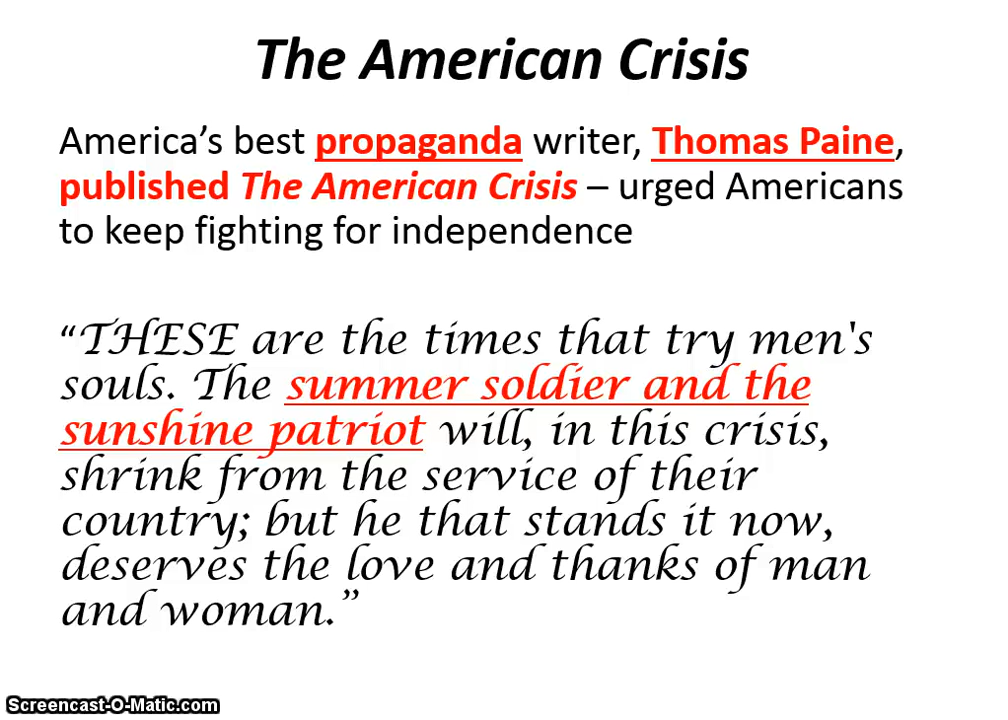 The American Crisis
America’s best propaganda writer, Thomas Paine,
published The American Crisis – urged Americans
to keep fighting for independence
“THESE are the times that try men's
souls. The summer soldier and the
sunshine patriot will, in this crisis,
shrink from the service of their
country; but he that stands it now,
deserves the love and thanks of man
and woman.”
Screencast-O-Matic.com